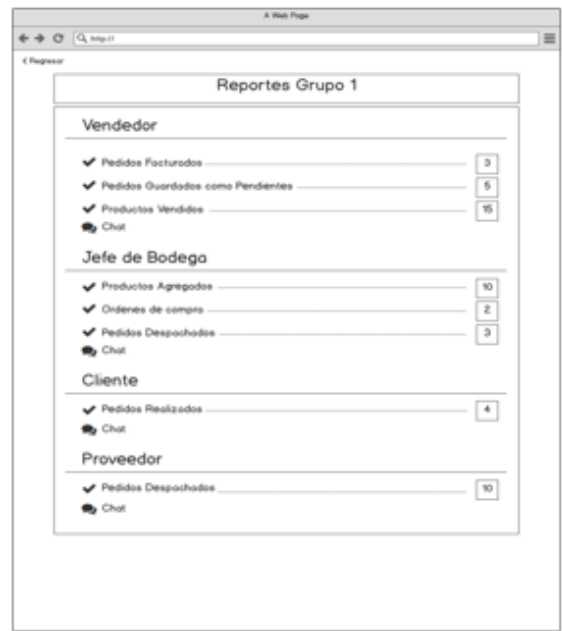 A Web Page
http://
< Regresar
Reportes Grupo 1
Vendedor
Pedidos Facturados 3
Pedidos Guardados como Pendientes 5
Productos Vendidos 15
Chat
Jefe de Bodega
Productos Agregados 10
Ordenes de compra 2
Pedidos Despachados 3
Chat
Cliente
Pedidos Realizados 4
Chat
Proveedor
Pedidos Despachados 10
Chat